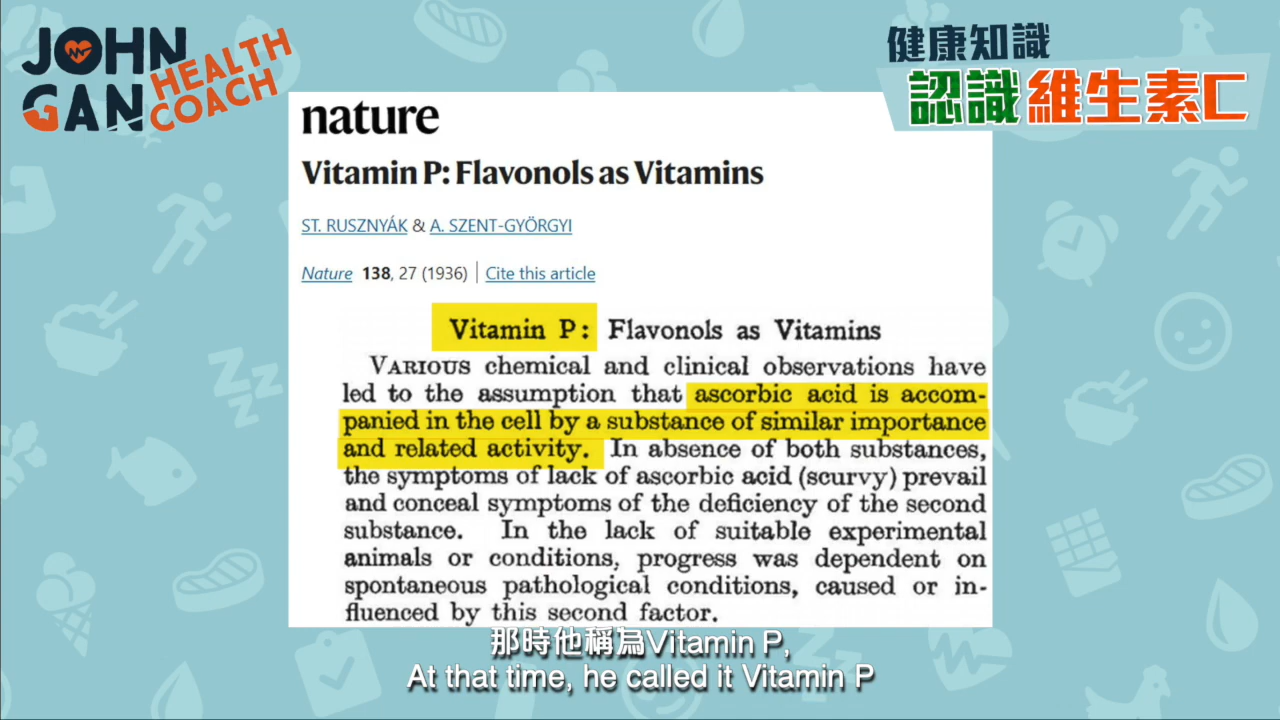 JOHN
GAN
HEALTH
COACH
健康知識
認識維生素C
nature
Vitamin P: Flavonols as Vitamins
ST. RUSZNYÁK & A. SZENT-GYÖRGYI
Nature 138, 27 (1936) | Cite this article
Vitamin P: Flavonols as Vitamins
VARIOUS chemical and clinical observations have
led to the assumption that ascorbic acid is accom-
panied in the cell by a substance of similar importance
and related activity. In absence of both substances,
the symptoms of lack of ascorbic acid (scurvy) prevail
and conceal symptoms of the deficiency of the second
substance. In the lack of suitable experimental
animals or conditions, progress was dependent on
spontaneous pathological conditions, caused or in-
fluenced by this second factor.
那時他稱為Vitamin P,
At that time, he called it Vitamin P